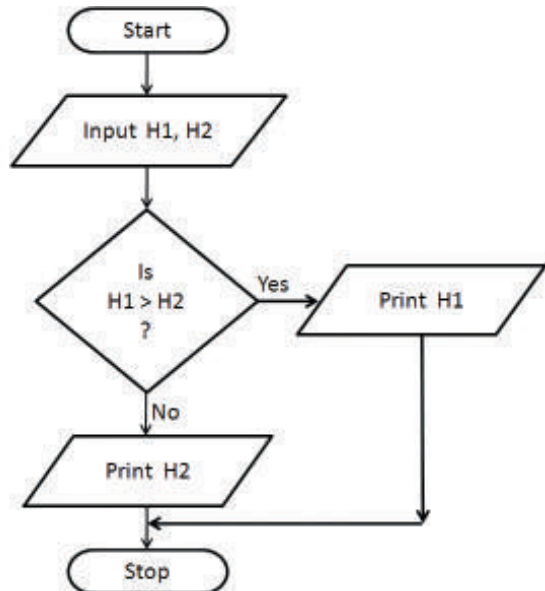 Start
Input H1, H2
Is
H1 > H2
?
Yes
Print H1
No
Print H2
Stop